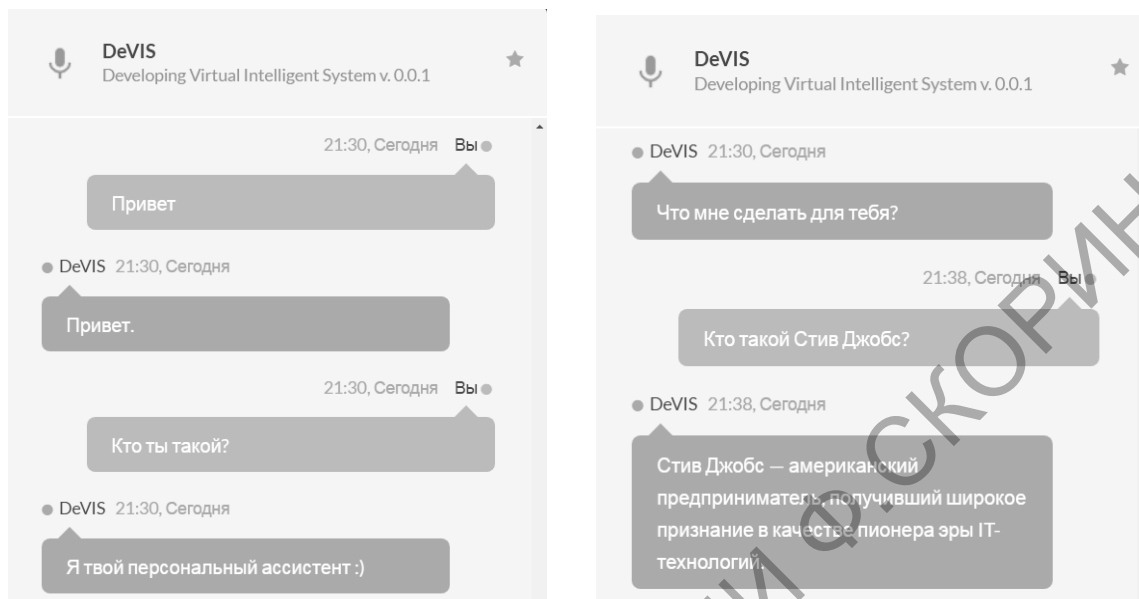 DeVIS
Developing Virtual Intelligent System v. 0.0.1
21:30, Сегодня Вы
Привет
DeVIS 21:30, Сегодня
Привет.
21:30, Сегодня Вы
Кто ты такой?
DeVIS 21:30, Сегодня
Я твой персональный ассистент :)
DeVIS
Developing Virtual Intelligent System v. 0.0.1
DeVIS 21:30, Сегодня
Что мне сделать для тебя?
21:38, Сегодня Вы
Кто такой Стив Джобс?
DeVIS 21:38, Сегодня
Стив Джобс — американский
предприниматель, получивший широкое
признание в качестве пионера эры IT-
технологий.
Ф. СКОРИН